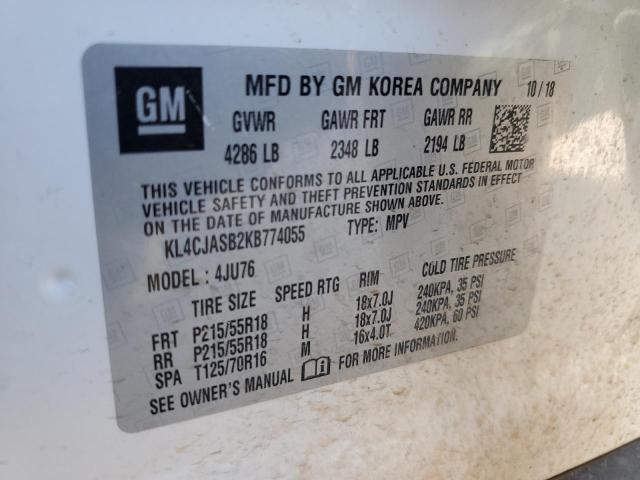 GM
MFD BY GM KOREA COMPANY 10/18
GVWR GAWR FRT GAWR RR
4286 LB 2348 LB 2194 LB
THIS VEHICLE CONFORMS TO ALL APPLICABLE U.S. FEDERAL MOTOR
VEHICLE SAFETY AND THEFT PREVENTION STANDARDS IN EFFECT
ON THE DATE OF MANUFACTURE SHOWN ABOVE.
KL4CJASB2KB774055 TYPE: MPV
MODEL: 4JU76
TIRE SIZE SPEED RTG RIM COLD TIRE PRESSURE
FRT P215/55R18 H 18x7.0J 240KPA, 35 PSI
RR P215/55R18 H 18x7.0J 240KPA, 35 PSI
SPA T125/70R16 M 16x4.0T 420KPA, 60 PSI
SEE OWNER'S MANUAL FOR MORE INFORMATION.